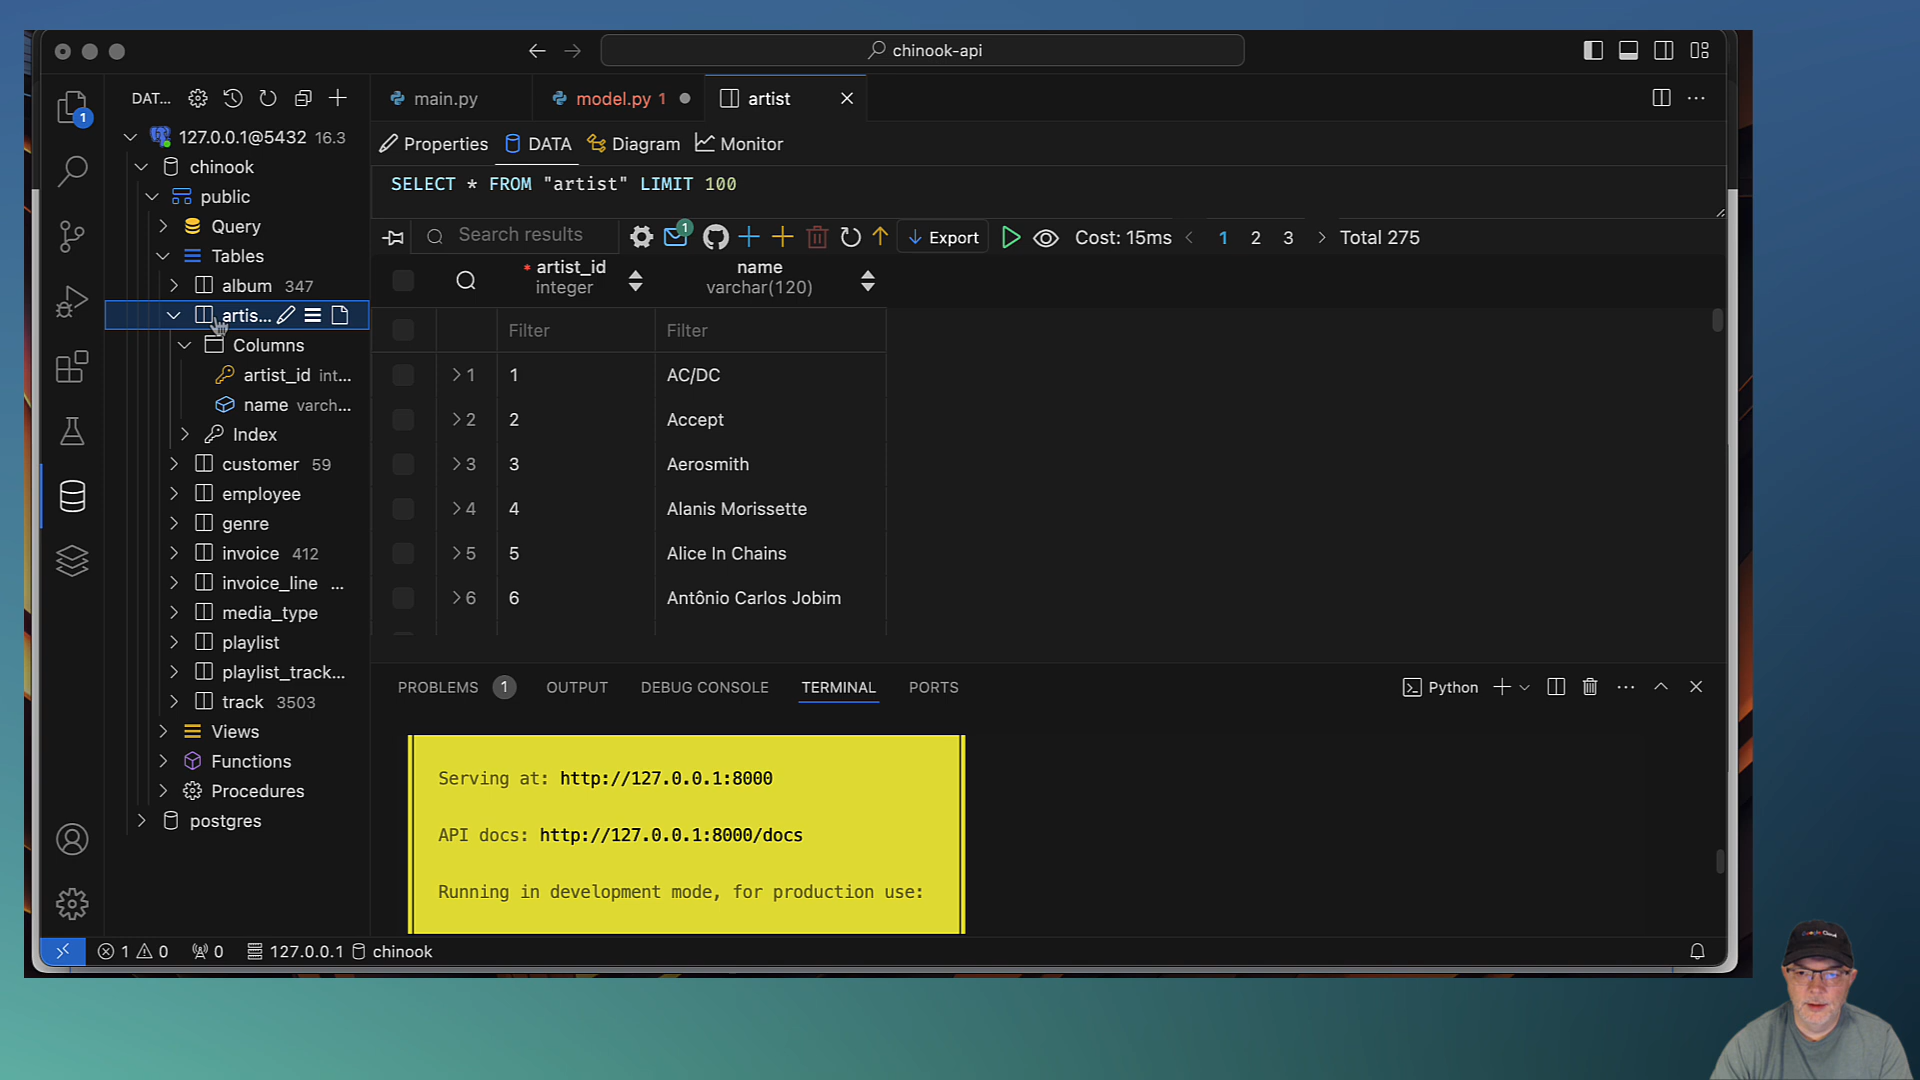 chinook-api
1
DAT...
main.py
model.py 1
artist
127.0.0.1@5432 16.3
chinook
public
Query
Tables
album 347
artis...
Columns
artist_id int...
name varch...
Index
customer 59
employee
genre
invoice 412
invoice_line ...
media_type
playlist
playlist_track...
track 3503
Views
Functions
Procedures
postgres
Properties
DATA
Diagram
Monitor
SELECT * FROM "artist" LIMIT 100
Search results
1
Export
Cost: 15ms
1 2 3
Total 275
* artist_id
integer
name
varchar(120)
Filter
Filter
1 1 AC/DC
2 2 Accept
3 3 Aerosmith
4 4 Alanis Morissette
5 5 Alice In Chains
6 6 Antônio Carlos Jobim
PROBLEMS 1
OUTPUT
DEBUG CONSOLE
TERMINAL
PORTS
Python
Serving at: http://127.0.0.1:8000
API docs: http://127.0.0.1:8000/docs
Running in development mode, for production use:
1 0
0
127.0.0.1
chinook
Google Cloud